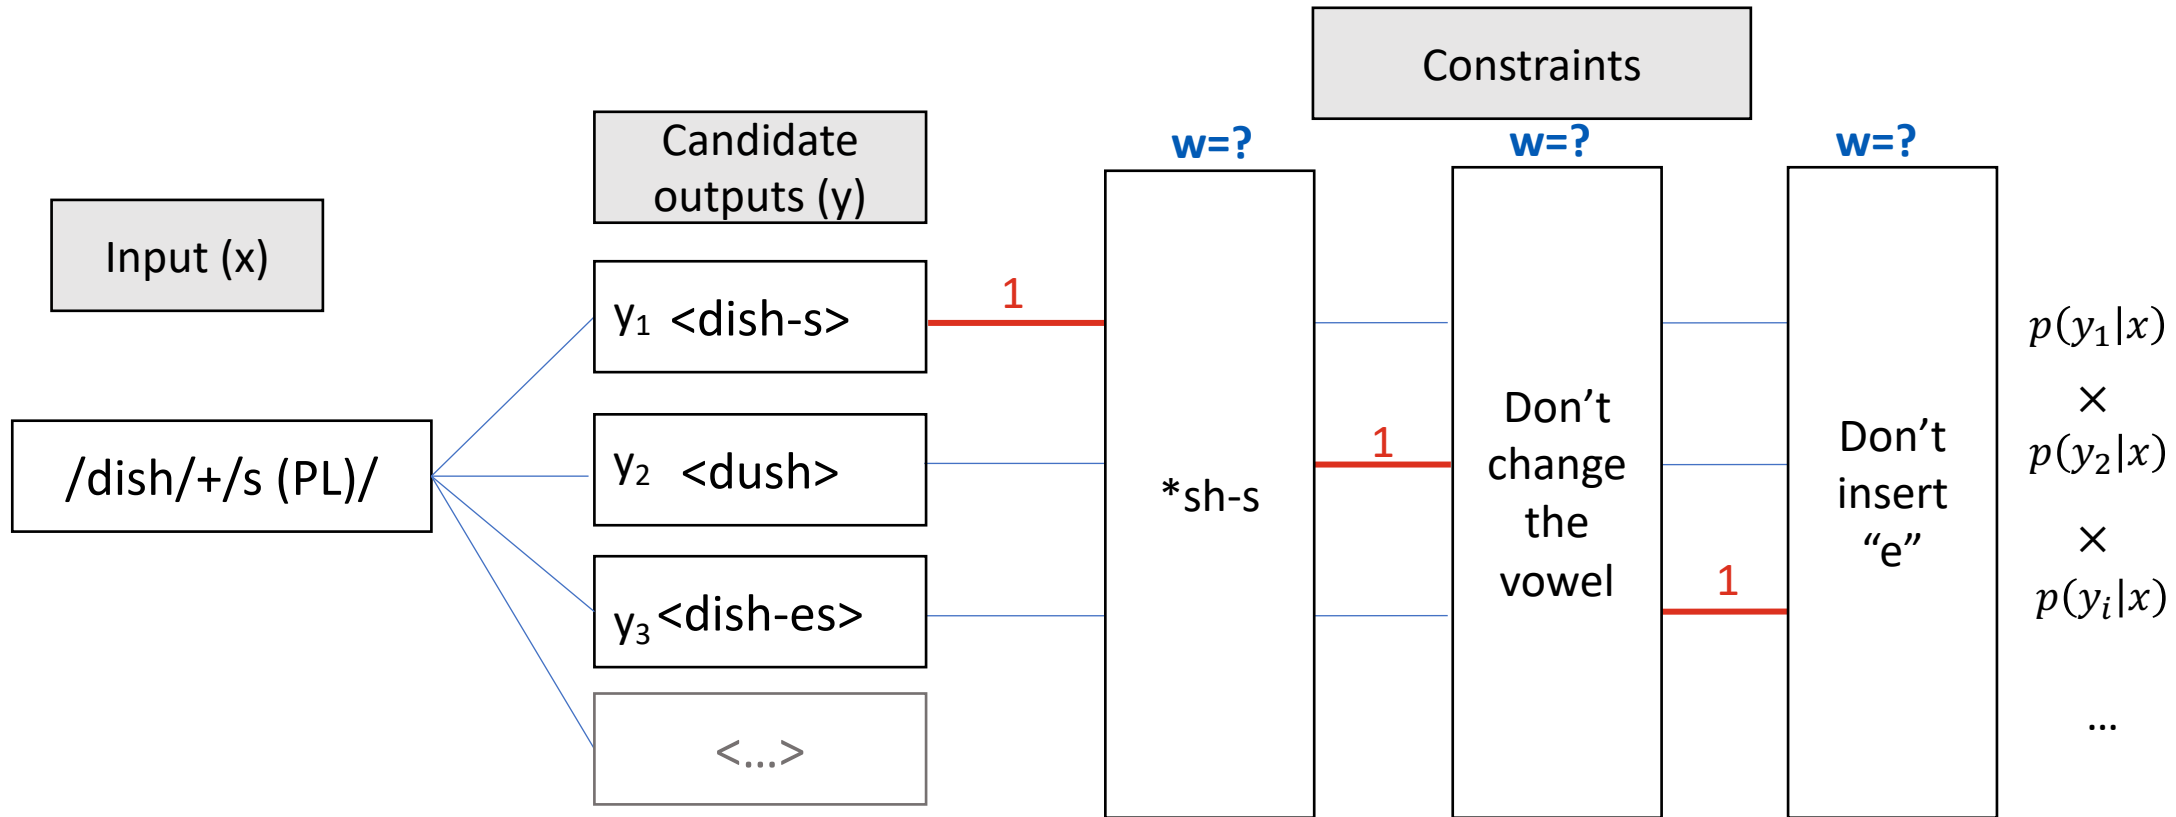 Constraints
Candidate
outputs (y)
w=?
w=?
w=?
Input (x)
y₁ <dish-s>
1
p(y₁|x)
×
/dish/+/s (PL)/
y₂ <dush>
1
*sh-s
Don’t
change
the
vowel
Don’t
insert
“e”
p(y₂|x)
×
y₃ <dish-es>
1
p(yᵢ|x)
<...>
...